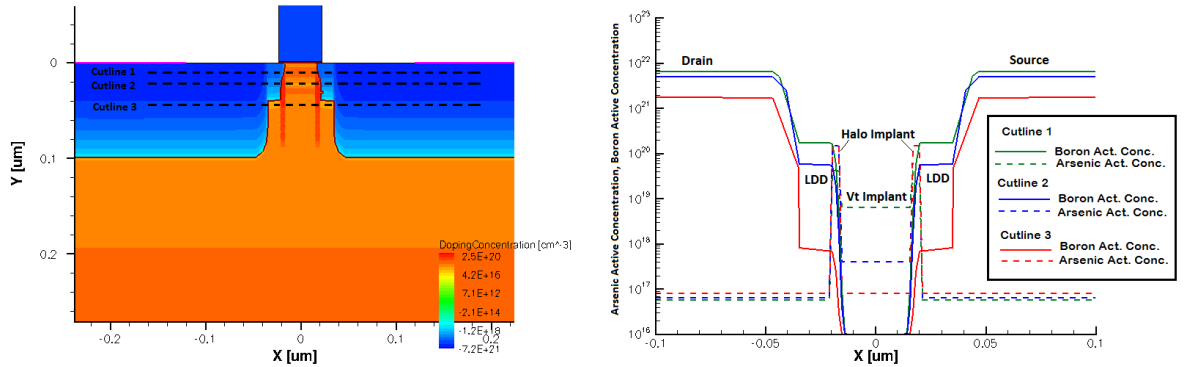 0
Cutline 1
Cutline 2
Cutline 3
0.1
Y [um]
0.2
DopingConcentration [cm^-3]
2.5E+20
4.2E+16
7.2E+12
-2.1E+14
-7.2E+21
-0.2
-0.1
0
0.1
0.2
X [um]
Arsenic Active Concentration, Boron Active Concentration
10^23
10^22
10^21
10^20
10^19
10^18
10^17
10^16
Drain
Source
Halo Implant
LDD
LDD
Vt Implant
Cutline 1
Boron Act. Conc.
Arsenic Act. Conc.
Cutline 2
Boron Act. Conc.
Arsenic Act. Conc.
Cutline 3
Boron Act. Conc.
Arsenic Act. Conc.
-0.1
-0.05
0
0.05
0.1
X [um]